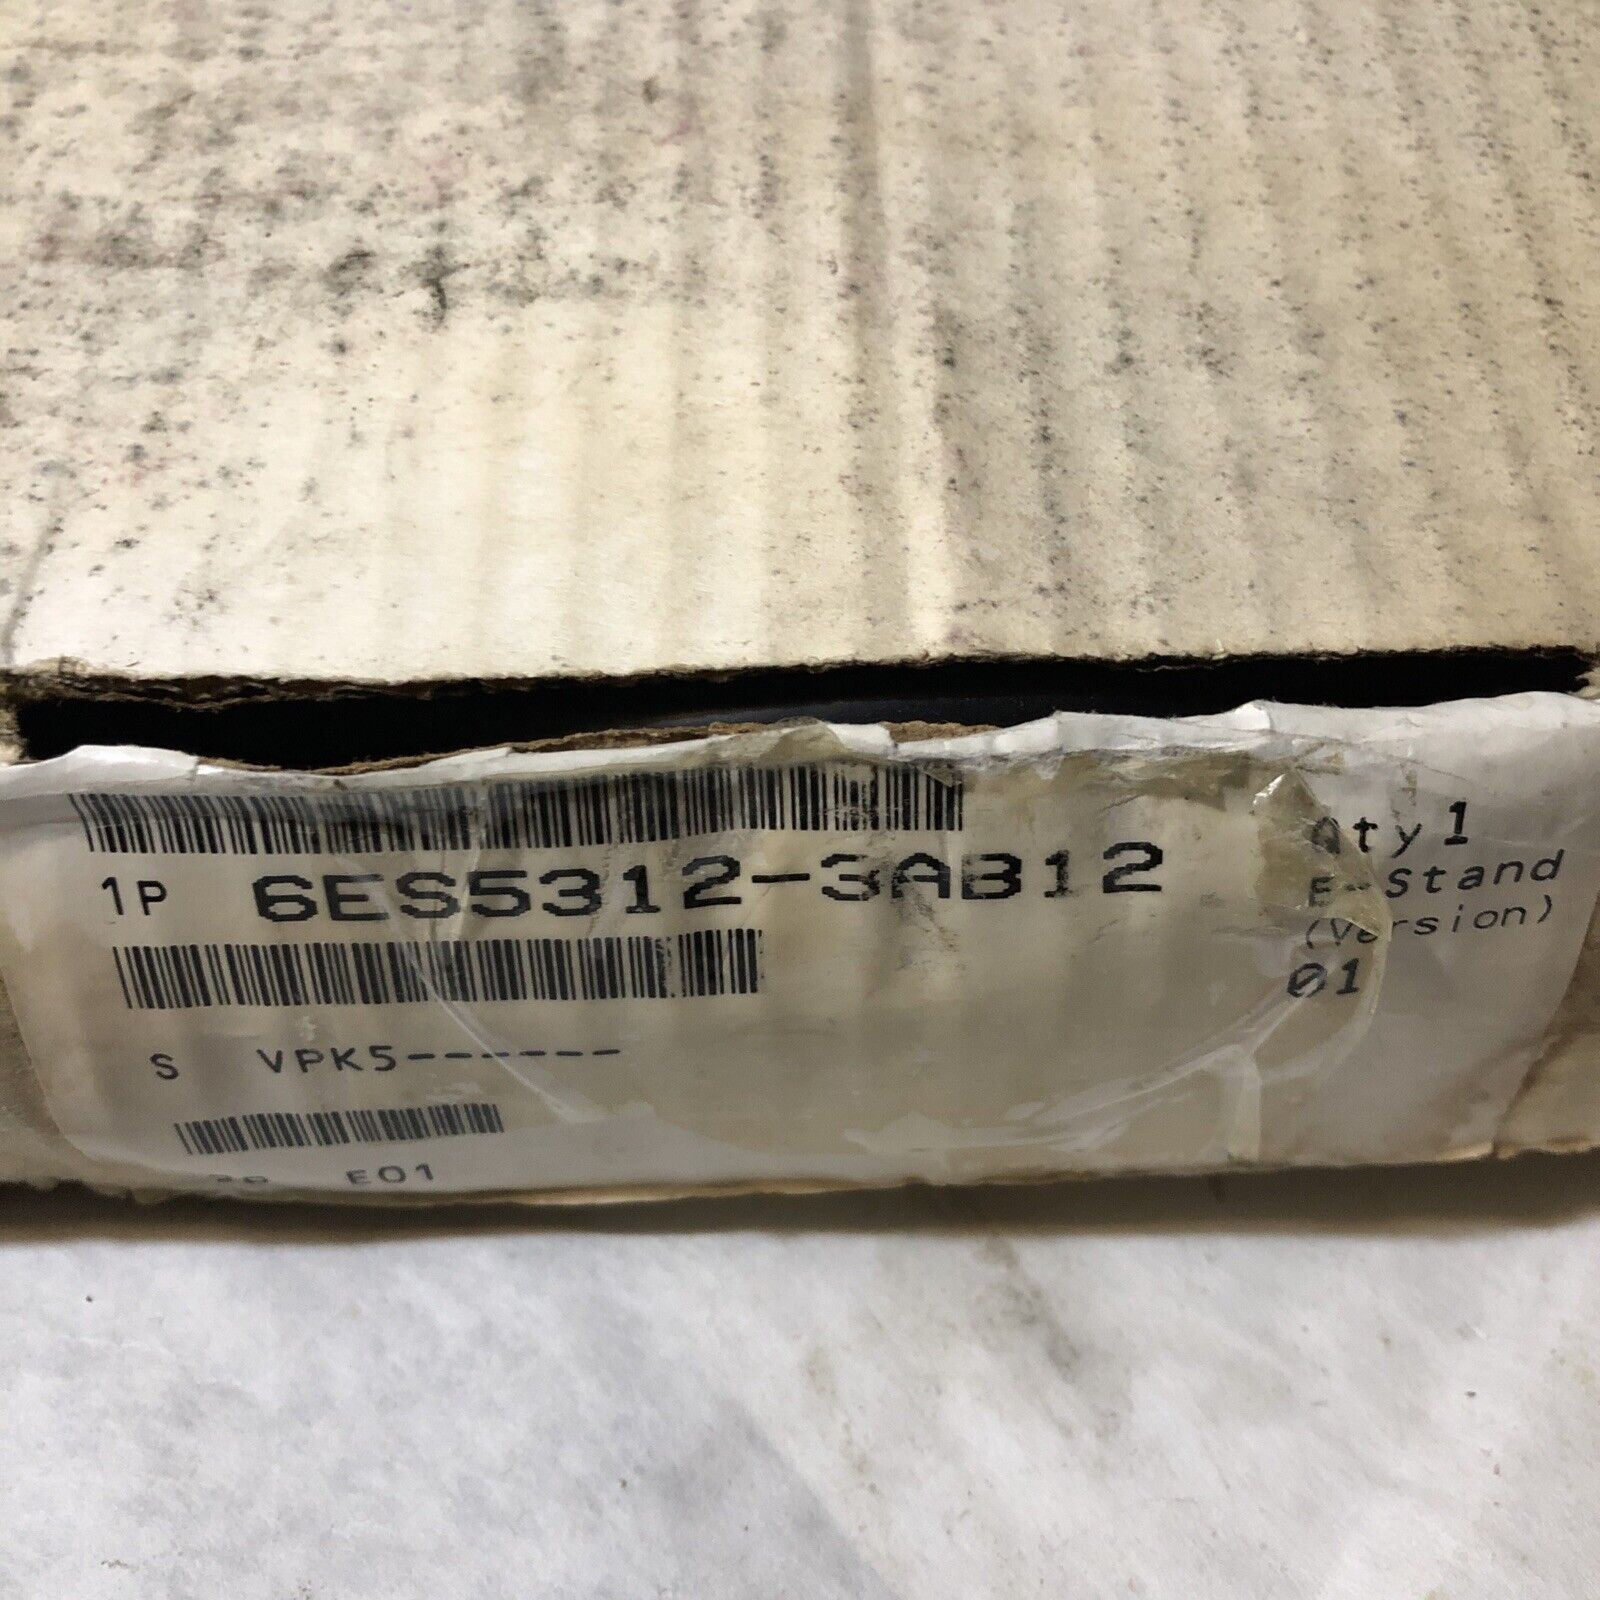 1P 6ES5312-3AB12
Qty 1
E-Stand
(Version)
01
S VPK5------
E01